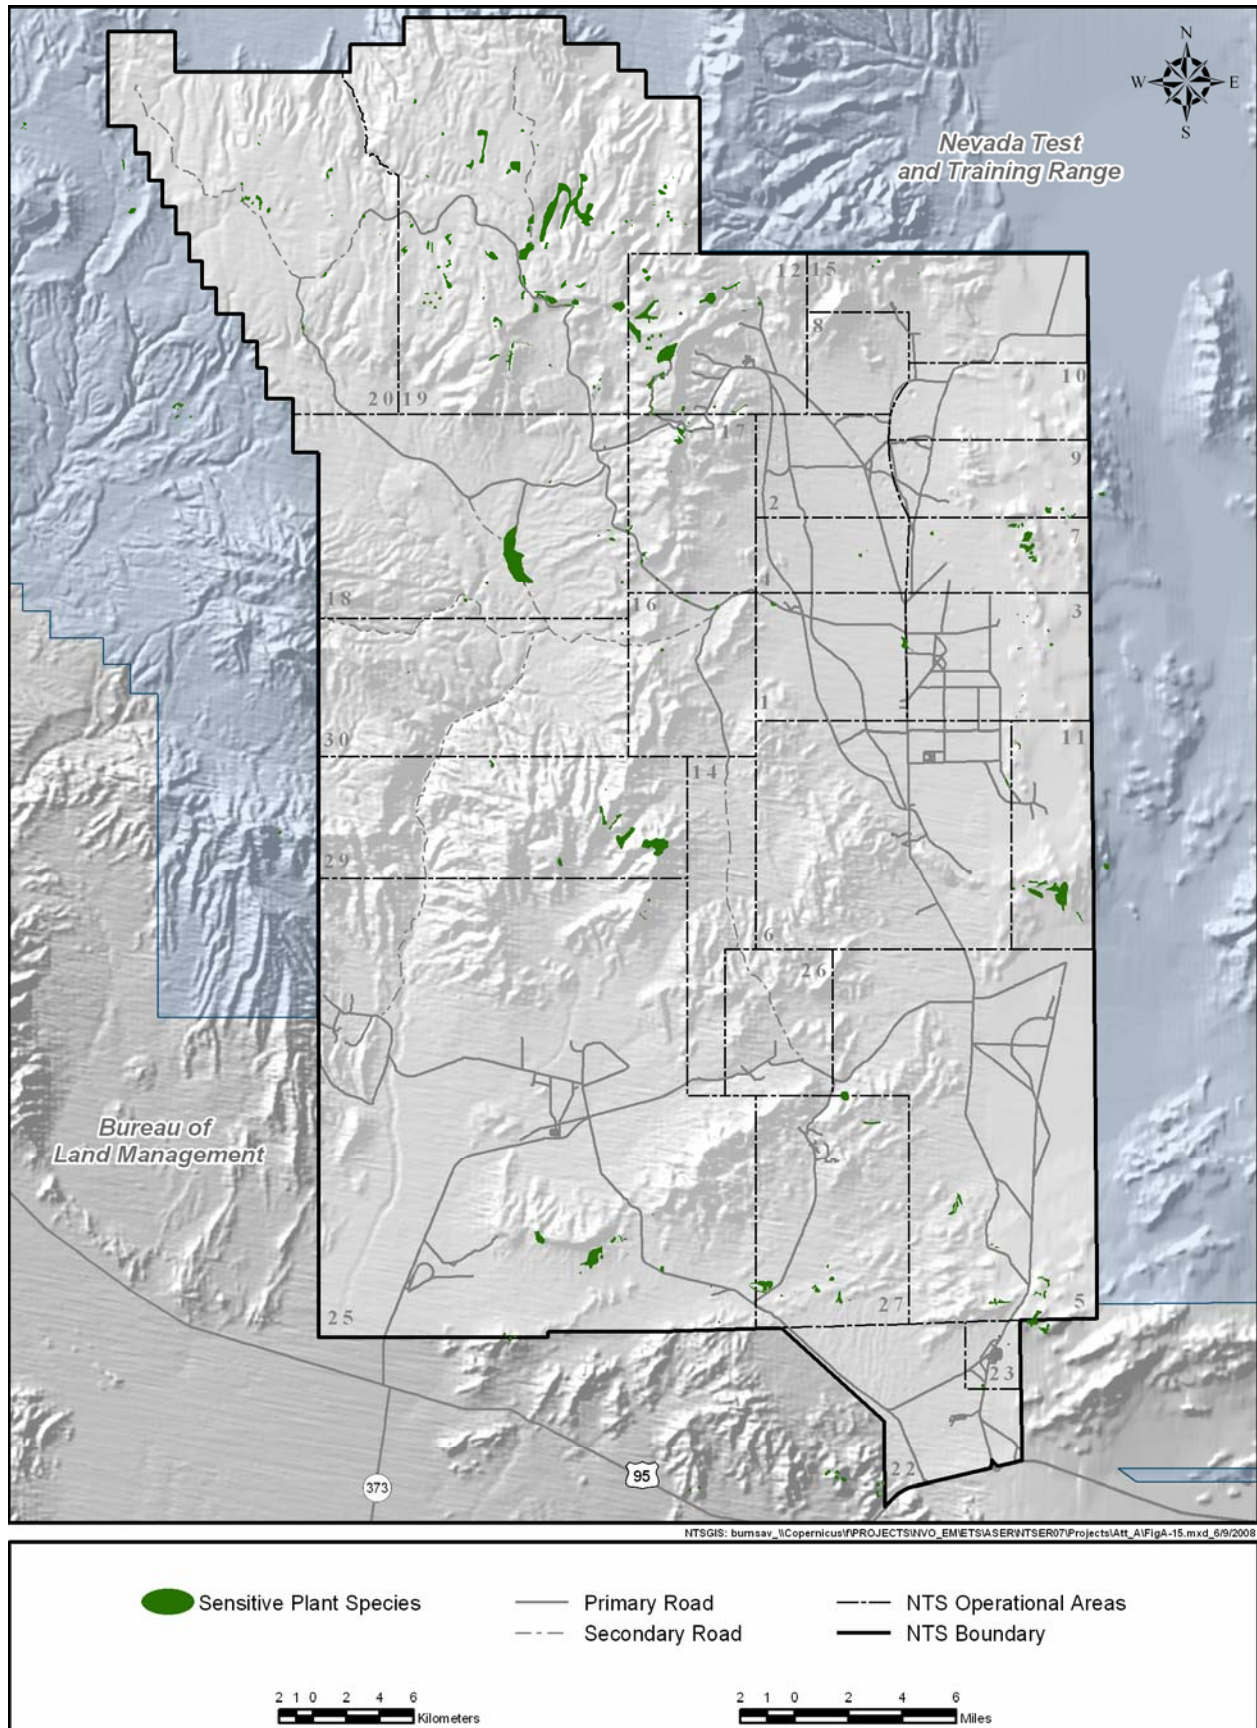 N
W E
S
Nevada Test
and Training Range
12 15
8
10
20 19
17
9
2
7
18
16
4
3
1
30
11
14
29
6
26
Bureau of
Land Management
25
27
5
23
22
95
373
NTSGIS: burnsav_\\Copernicus\f\PROJECTS\NVO_EM\ETS\ASER\NTSER07\Projects\Att_A\FigA-15.mxd_6/9/2008
Sensitive Plant Species
Primary Road
NTS Operational Areas
Secondary Road
NTS Boundary
2 1 0 2 4 6
Kilometers
2 1 0 2 4 6
Miles